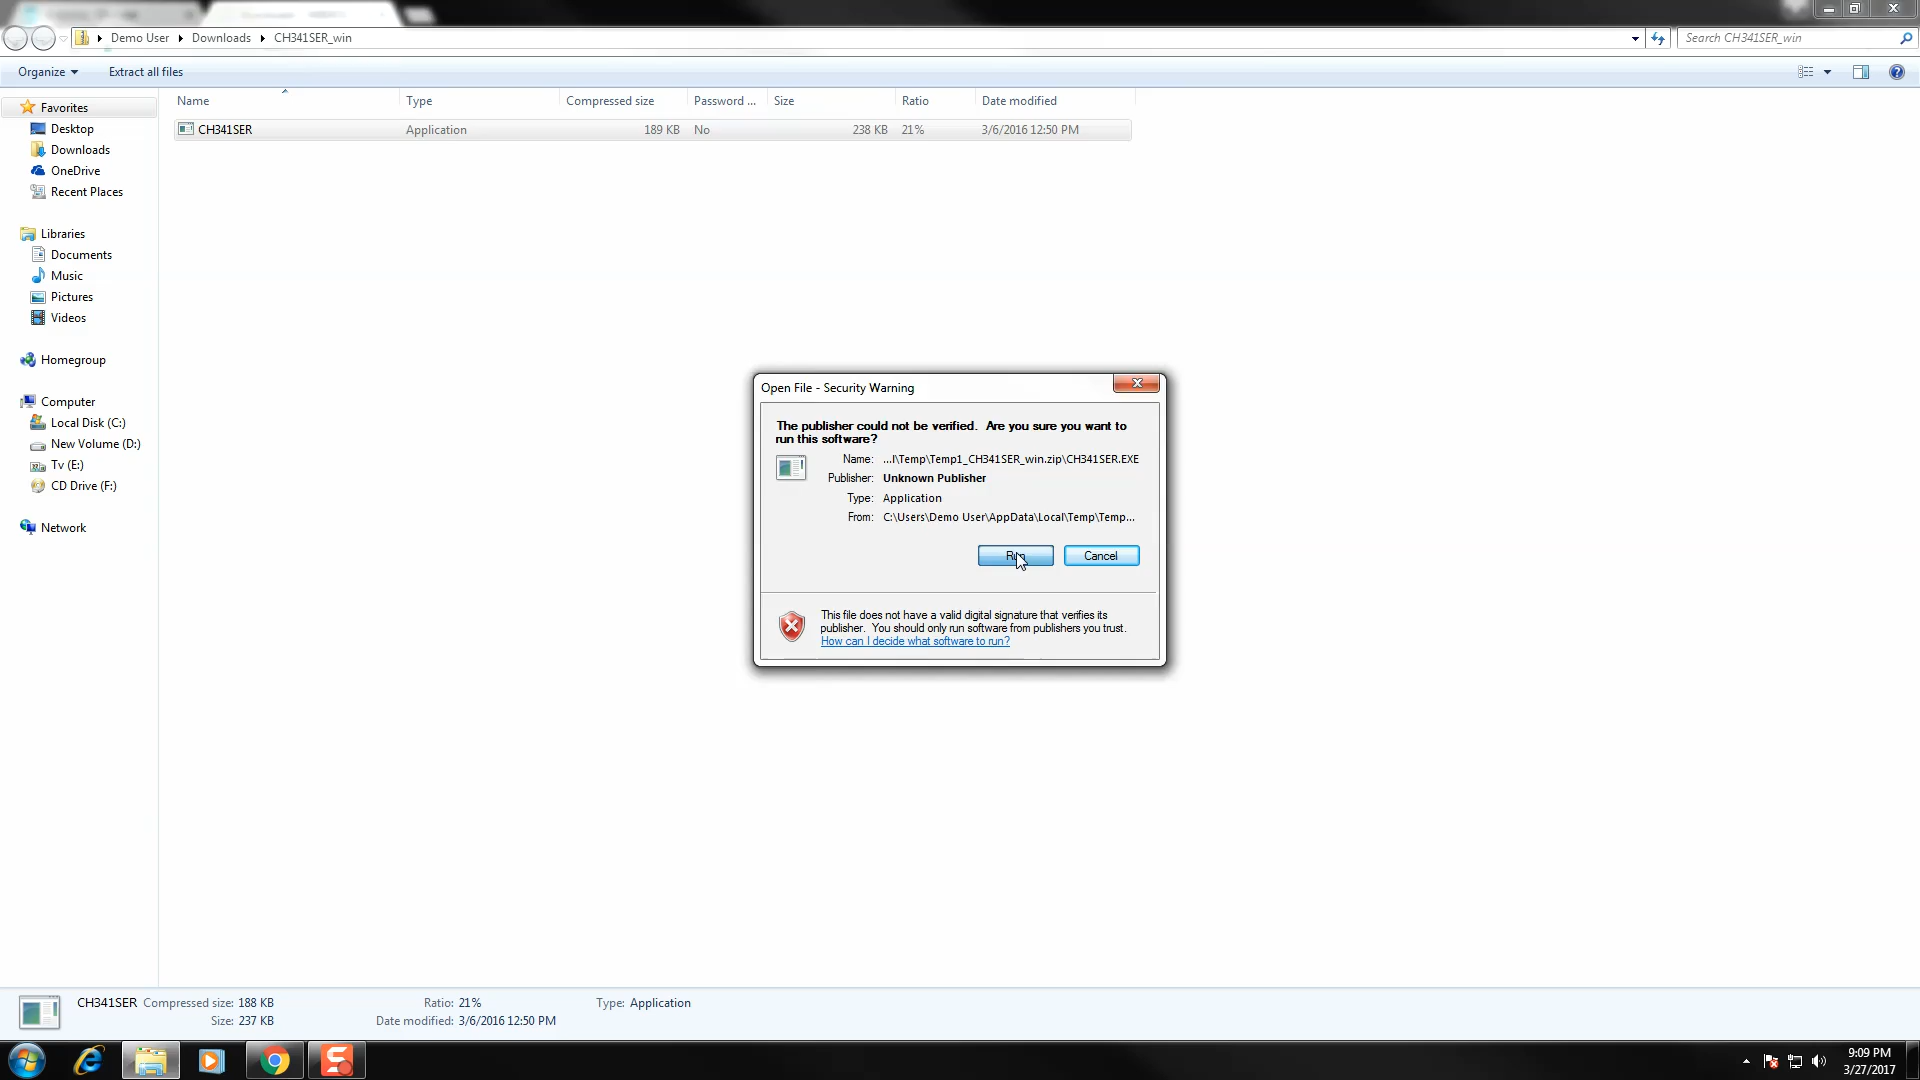 Demo User Downloads CH341SER_win
Search CH341SER_win
Organize Extract all files
Name Type Compressed size Password ... Size Ratio Date modified
CH341SER Application 189 KB No 238 KB 21% 3/6/2016 12:50 PM
Favorites
Desktop
Downloads
OneDrive
Recent Places
Libraries
Documents
Music
Pictures
Videos
Homegroup
Computer
Local Disk (C:)
New Volume (D:)
Tv (E:)
CD Drive (F:)
Network
Open File - Security Warning
The publisher could not be verified. Are you sure you want to
run this software?
Name: ...l\Temp\Temp1_CH341SER_win.zip\CH341SER.EXE
Publisher: Unknown Publisher
Type: Application
From: C:\Users\Demo User\AppData\Local\Temp\Temp...
Run Cancel
This file does not have a valid digital signature that verifies its
publisher. You should only run software from publishers you trust.
How can I decide what software to run?
CH341SER Compressed size: 188 KB Ratio: 21% Type: Application
Size: 237 KB Date modified: 3/6/2016 12:50 PM
9:09 PM
3/27/2017